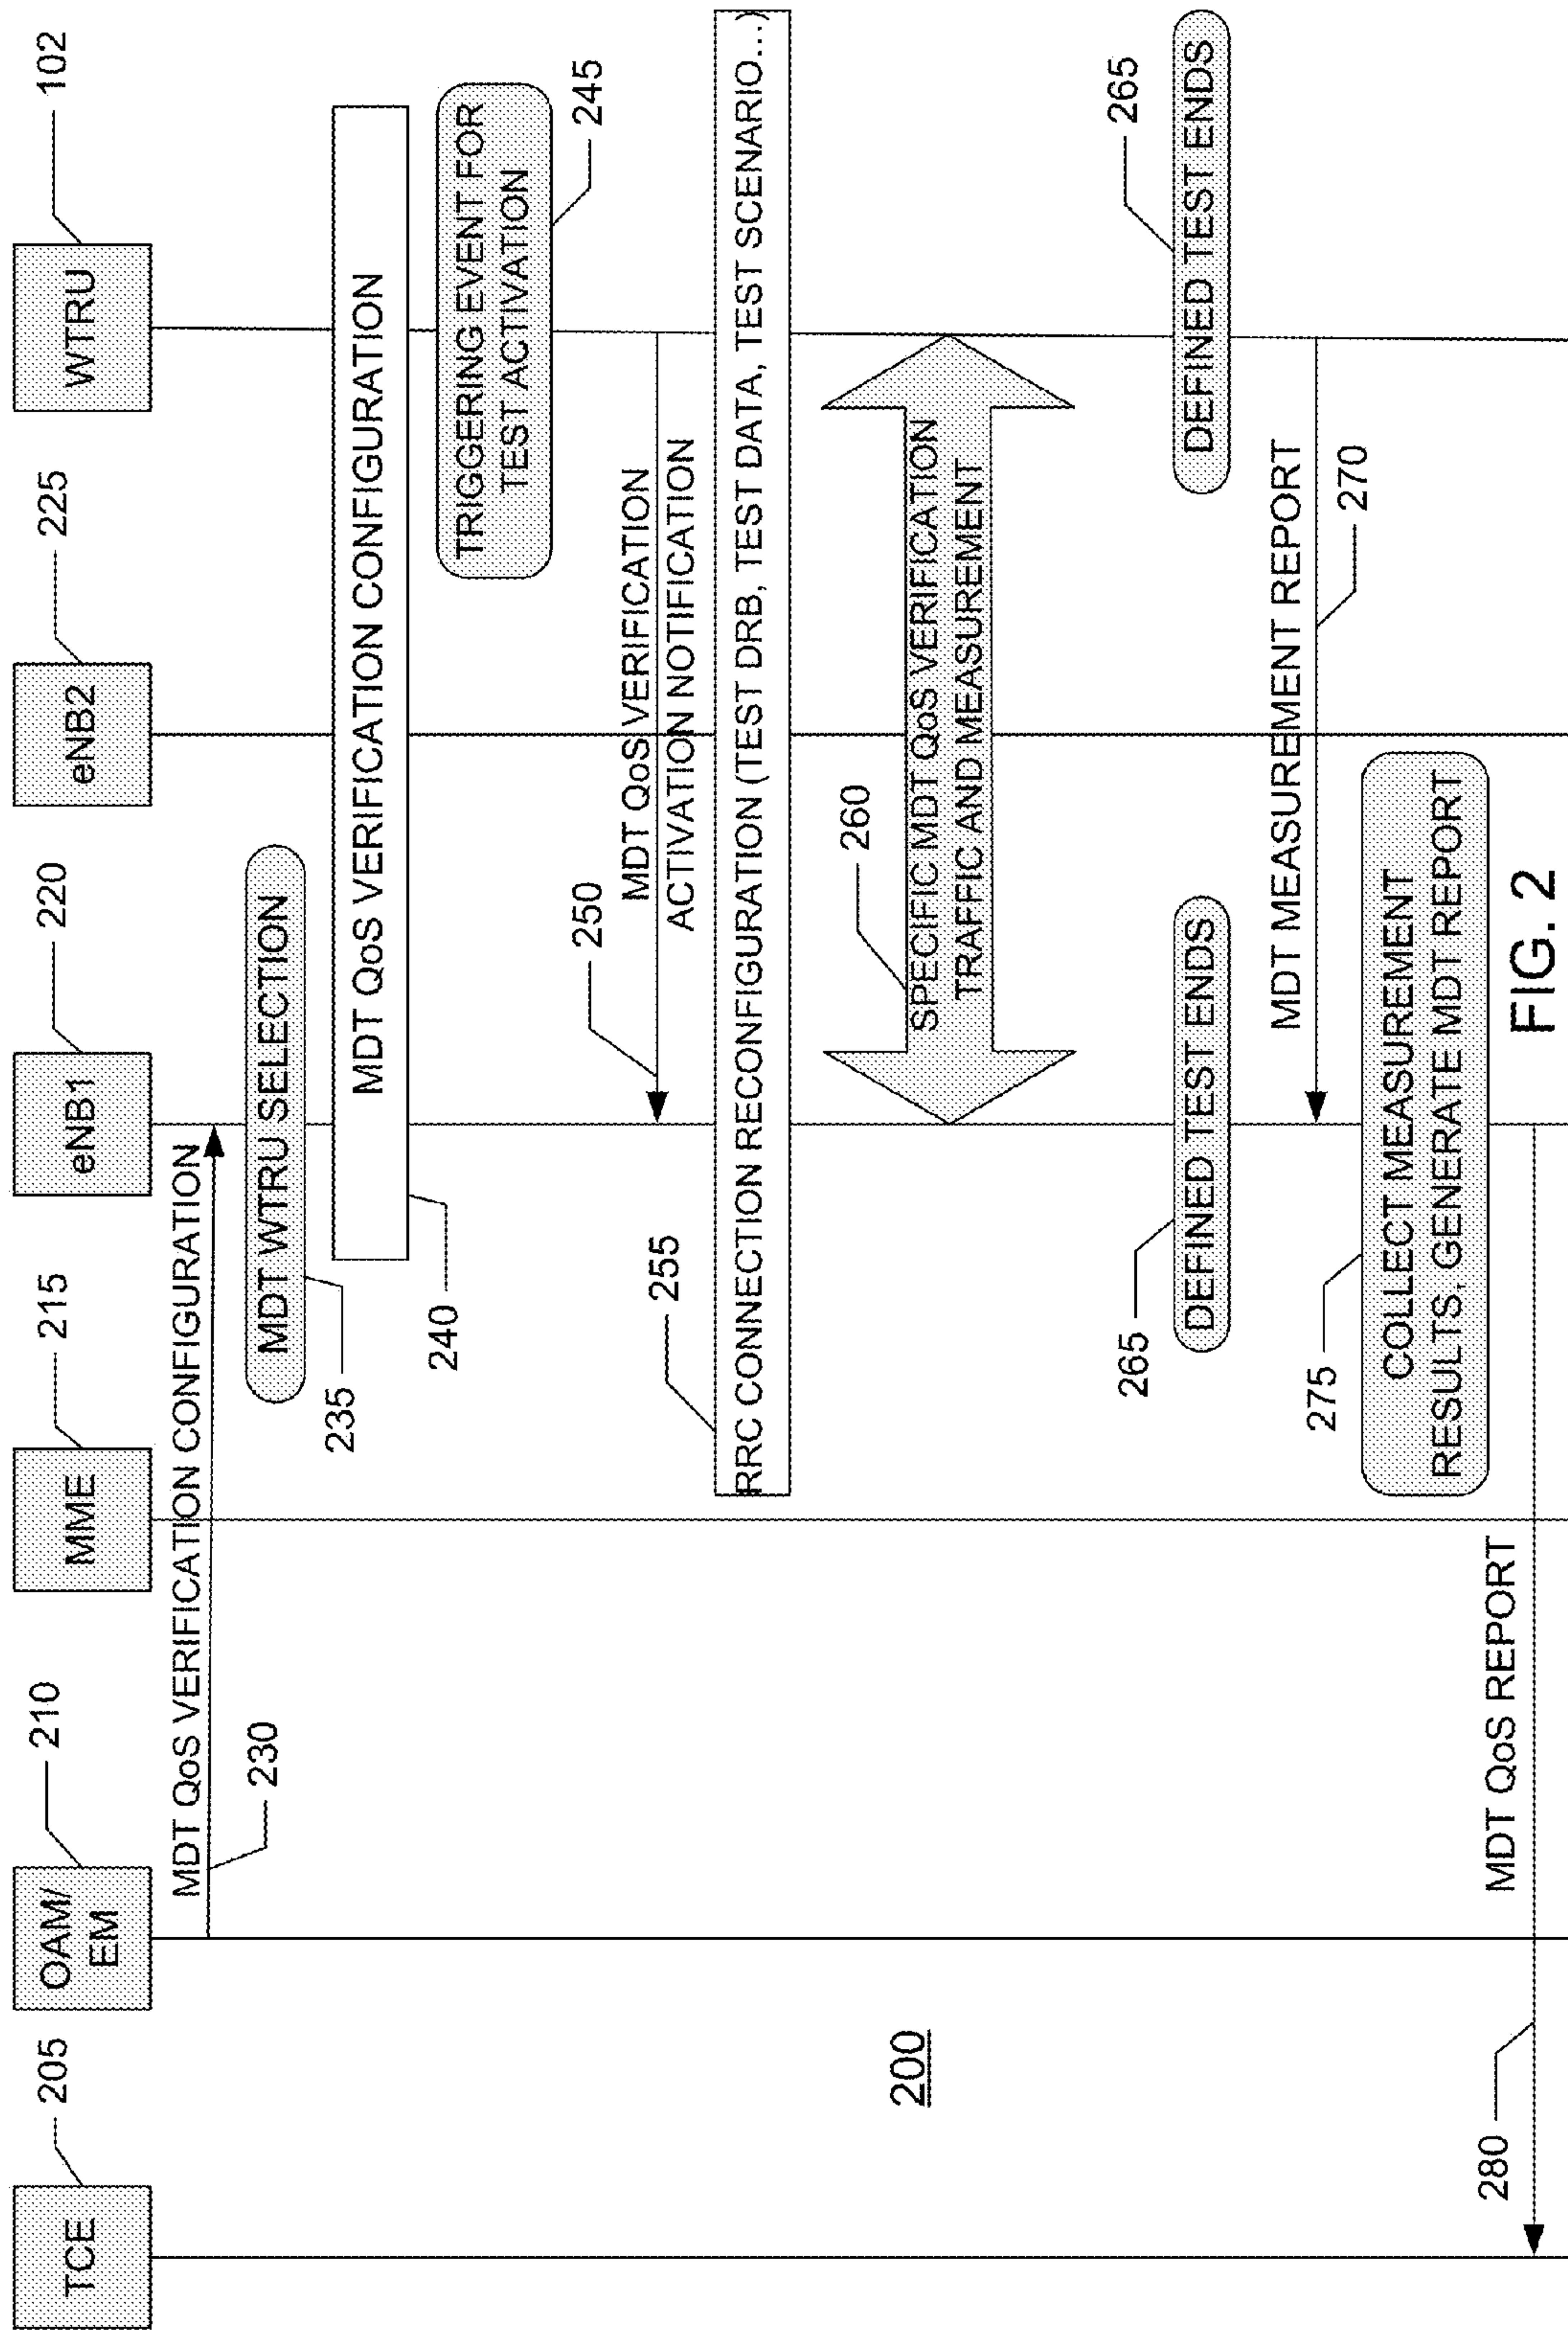 TCE
205
OAM/
EM
210
MME
215
eNB1
220
eNB2
225
WTRU
102
MDT QoS VERIFICATION CONFIGURATION
230
MDT WTRU SELECTION
235
MDT QoS VERIFICATION CONFIGURATION
240
TRIGGERING EVENT FOR
TEST ACTIVATION
245
MDT QoS VERIFICATION
ACTIVATION NOTIFICATION
250
RRC CONNECTION RECONFIGURATION (TEST DRB, TEST DATA, TEST SCENARIO...)
255
SPECIFIC MDT QoS VERIFICATION
TRAFFIC AND MEASUREMENT
260
200
DEFINED TEST ENDS
265
DEFINED TEST ENDS
265
MDT MEASUREMENT REPORT
270
COLLECT MEASUREMENT
RESULTS, GENERATE MDT REPORT
275
MDT QoS REPORT
280
FIG. 2